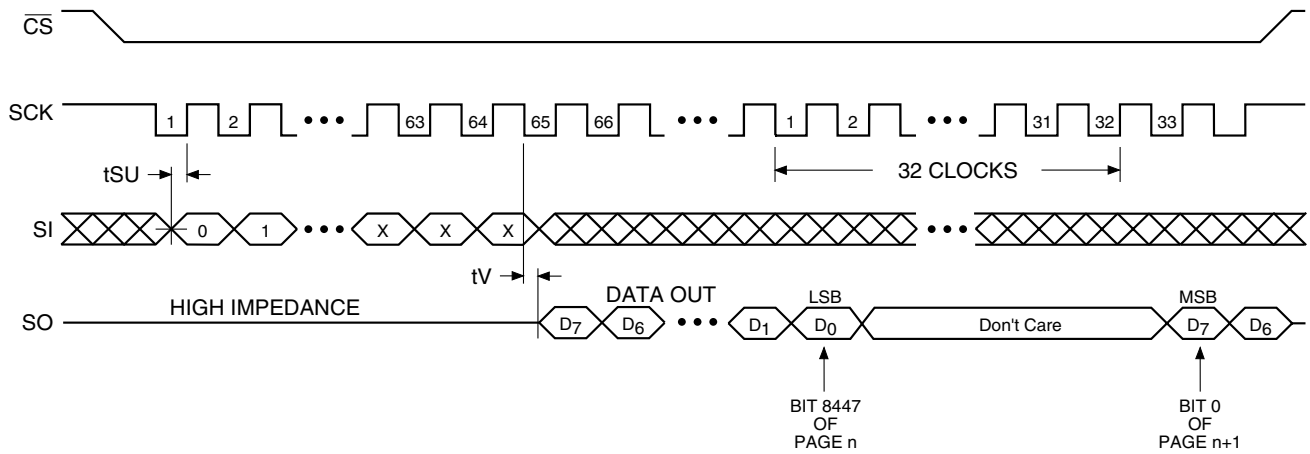 CS
SCK
1 2 ••• 63 64 65 66 ••• 1 2 ••• 31 32 33
tSU
32 CLOCKS
SI
0 1 ••• X X X •••
tV
HIGH IMPEDANCE
DATA OUT
LSB
MSB
SO
D7 D6 ••• D1 D0 Don't Care D7 D6
BIT 8447
OF
PAGE n
BIT 0
OF
PAGE n+1